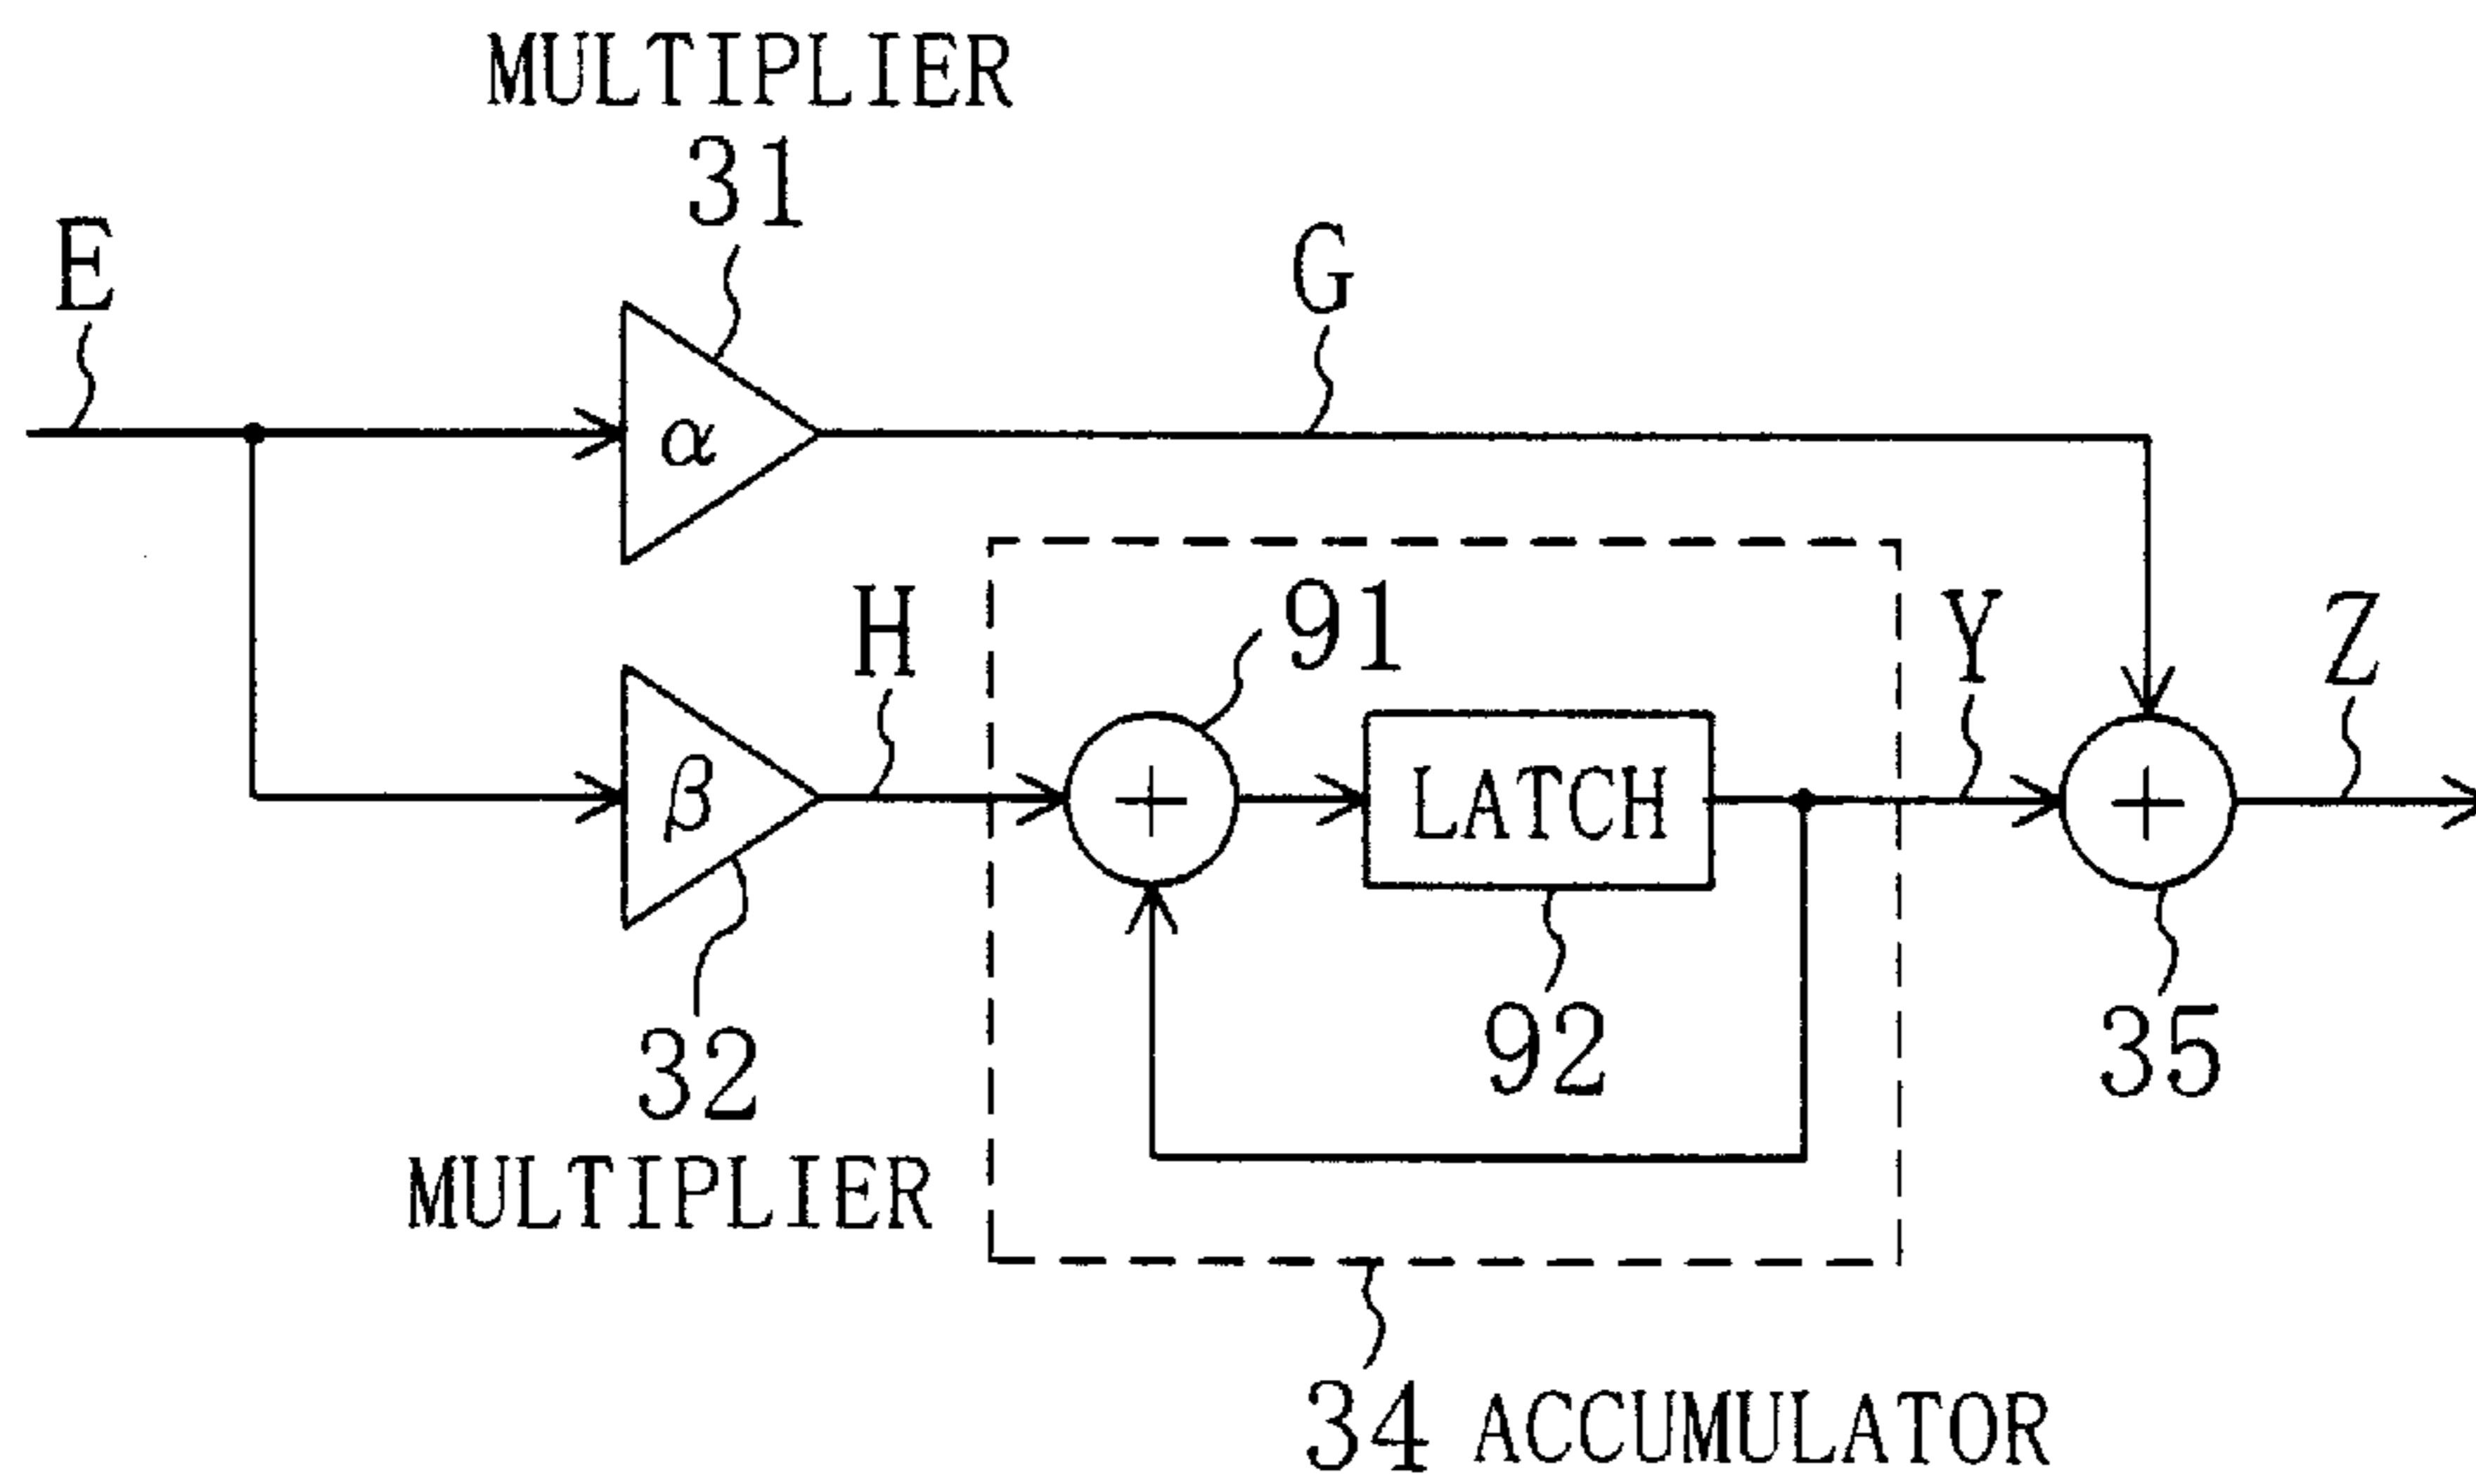 MULTIPLIER
31
E
G
α
H
91
Y
Z
β
+
LATCH
+
92
35
32
MULTIPLIER
34 ACCUMULATOR